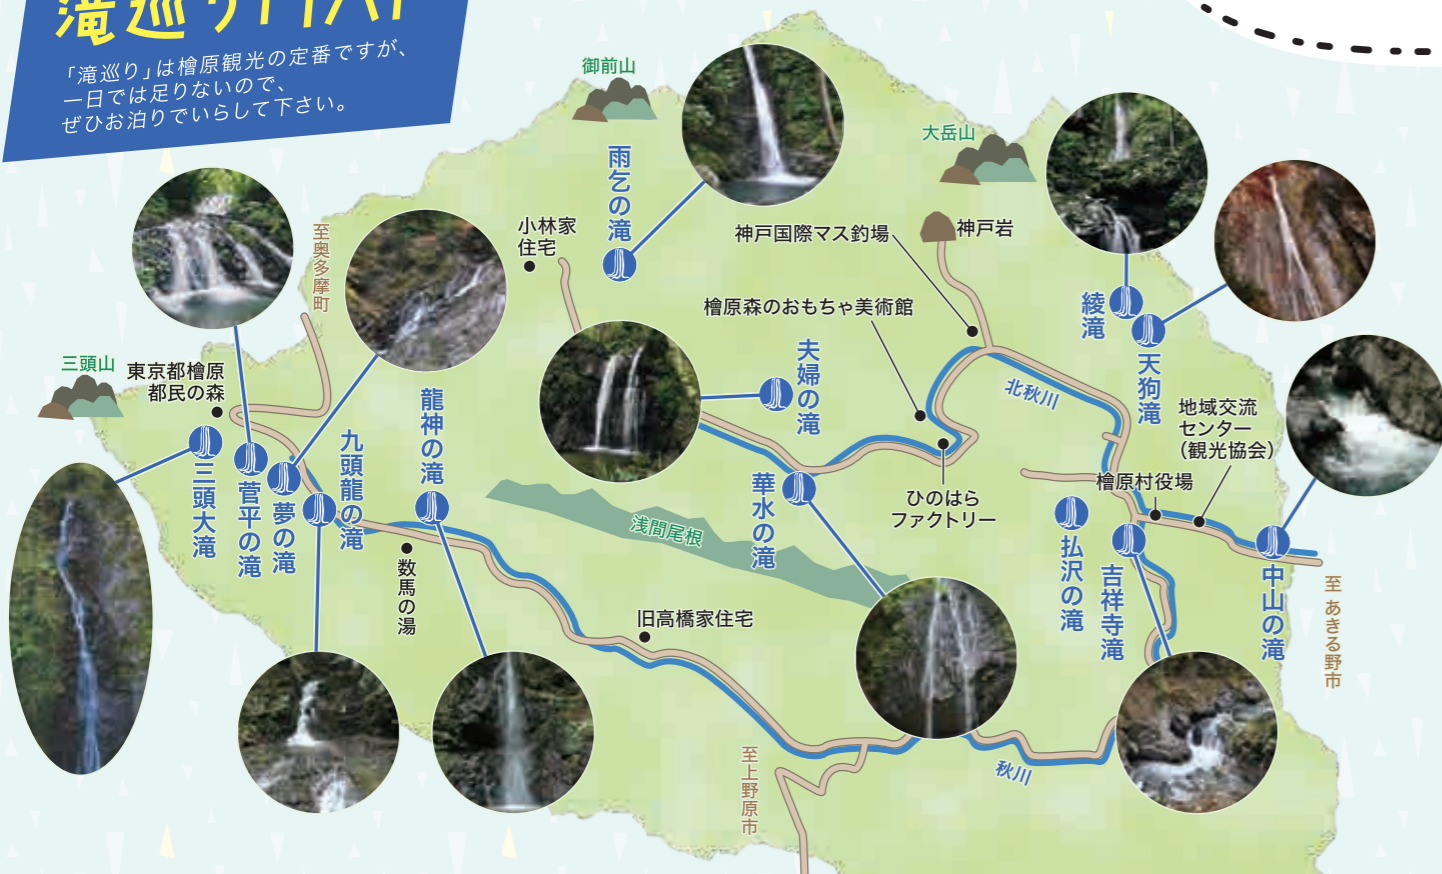 「滝巡り」は檜原観光の定番ですが、
一日では足りないので、
ぜひお泊りでいらして下さい。
御前山
大岳山
雨乞の滝
小林家
住宅
神戸国際マス釣場
神戸岩
至奥多摩町
檜原森のおもちゃ美術館
綾滝
天狗滝
夫婦の滝
北秋川
三頭山
東京都檜原
都民の森
龍神の滝
九頭龍の滝
地域交流
センター
(観光協会)
檜原村役場
三頭大滝
菅平の滝
夢の滝
華水の滝
ひのはら
ファクトリー
浅間尾根
払沢の滝
吉祥寺滝
中山の滝
数馬の湯
旧高橋家住宅
至 あきる野市
至上野原市
秋川